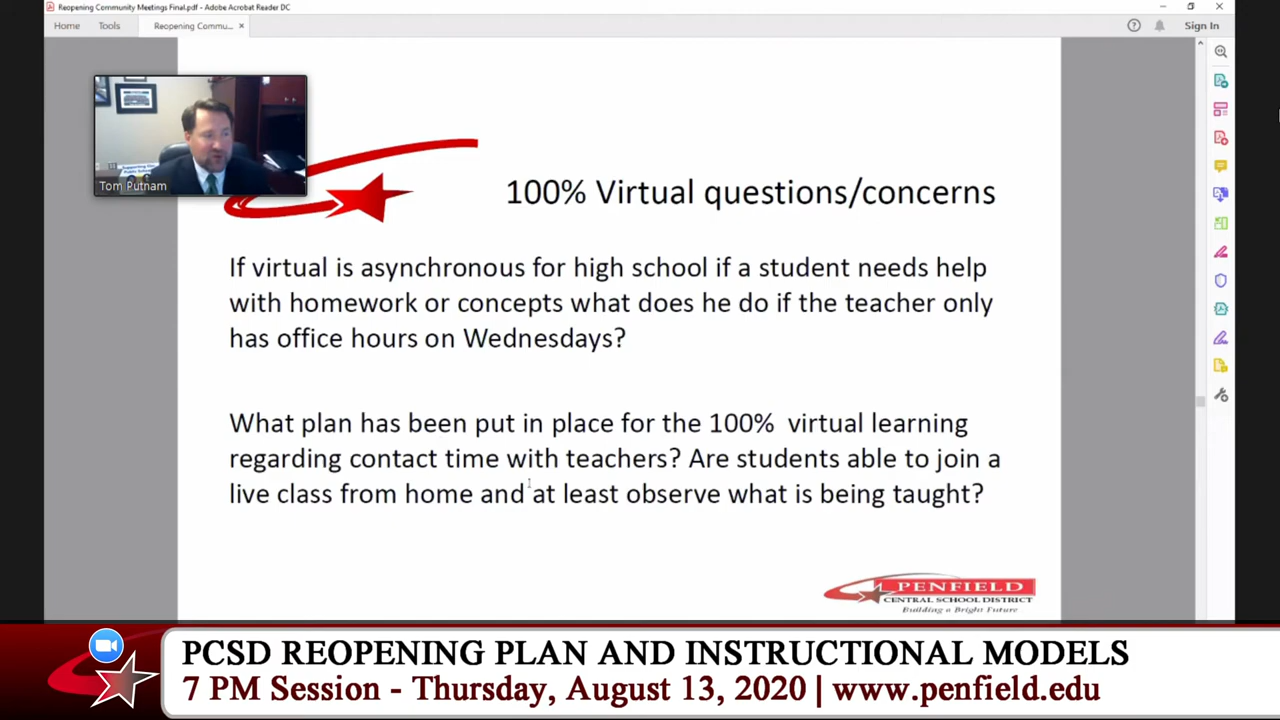 Reopening Community Meetings Final.pdf - Adobe Acrobat Reader DC
Home Tools Reopening Commu... ×
Sign In
Tom Putnam
100% Virtual questions/concerns
If virtual is asynchronous for high school if a student needs help
with homework or concepts what does he do if the teacher only
has office hours on Wednesdays?
What plan has been put in place for the 100% virtual learning
regarding contact time with teachers? Are students able to join a
live class from home and at least observe what is being taught?
PENFIELD
CENTRAL SCHOOL DISTRICT
Building a Bright Future
PCSD REOPENING PLAN AND INSTRUCTIONAL MODELS
7 PM Session - Thursday, August 13, 2020 | www.penfield.edu